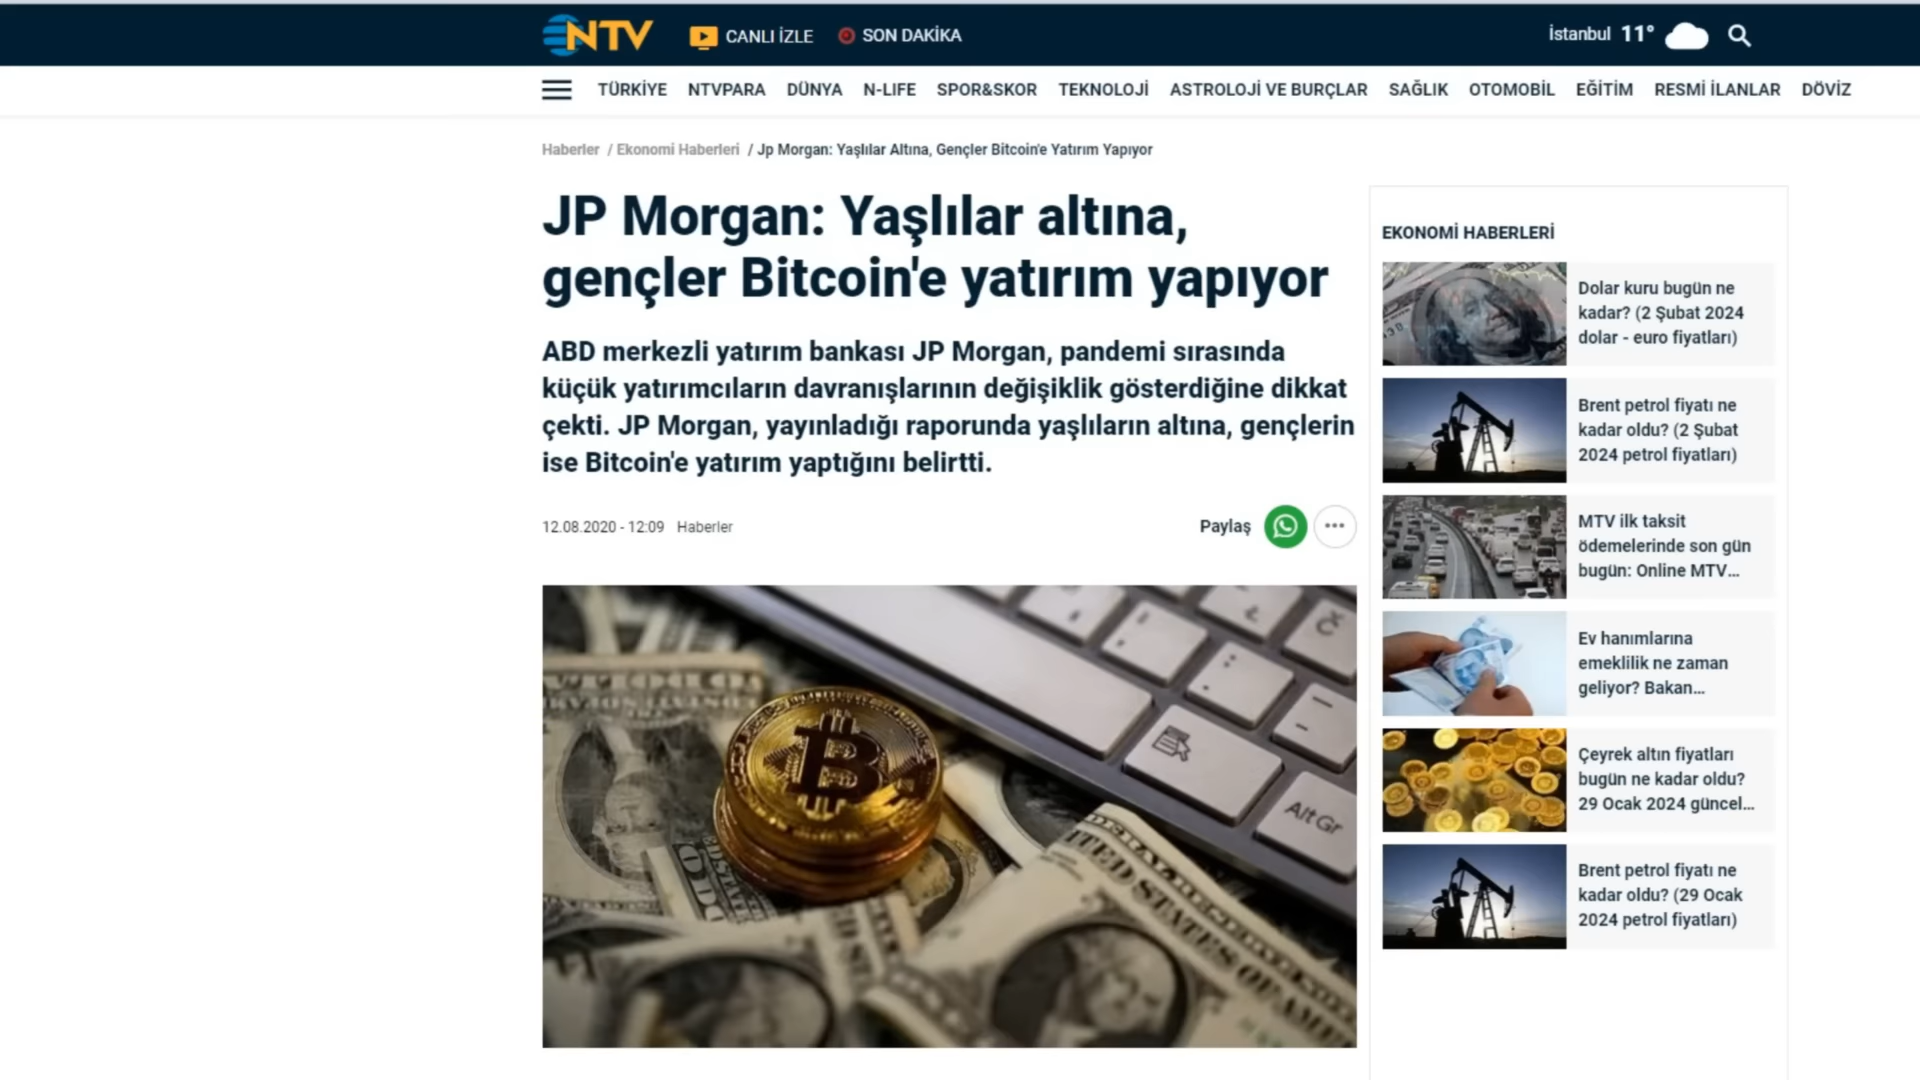 NTV
CANLI İZLE
SON DAKİKA
İstanbul 11°
TÜRKİYE NTVPARA DÜNYA N-LIFE SPOR&SKOR TEKNOLOJİ ASTROLOJİ VE BURÇLAR SAĞLIK OTOMOBİL EĞİTİM RESMİ İLANLAR DÖVİZ
Haberler / Ekonomi Haberleri / Jp Morgan: Yaşlılar Altına, Gençler Bitcoin'e Yatırım Yapıyor
JP Morgan: Yaşlılar altına,
gençler Bitcoin'e yatırım yapıyor
ABD merkezli yatırım bankası JP Morgan, pandemi sırasında
küçük yatırımcıların davranışlarının değişiklik gösterdiğine dikkat
çekti. JP Morgan, yayınladığı raporunda yaşlıların altına, gençlerin
ise Bitcoin'e yatırım yaptığını belirtti.
12.08.2020 - 12:09 Haberler
Paylaş
Alt Gr
EKONOMİ HABERLERİ
Dolar kuru bugün ne
kadar? (2 Şubat 2024
dolar - euro fiyatları)
Brent petrol fiyatı ne
kadar oldu? (2 Şubat
2024 petrol fiyatları)
MTV ilk taksit
ödemelerinde son gün
bugün: Online MTV...
Ev hanımlarına
emeklilik ne zaman
geliyor? Bakan...
Çeyrek altın fiyatları
bugün ne kadar oldu?
29 Ocak 2024 güncel...
Brent petrol fiyatı ne
kadar oldu? (29 Ocak
2024 petrol fiyatları)